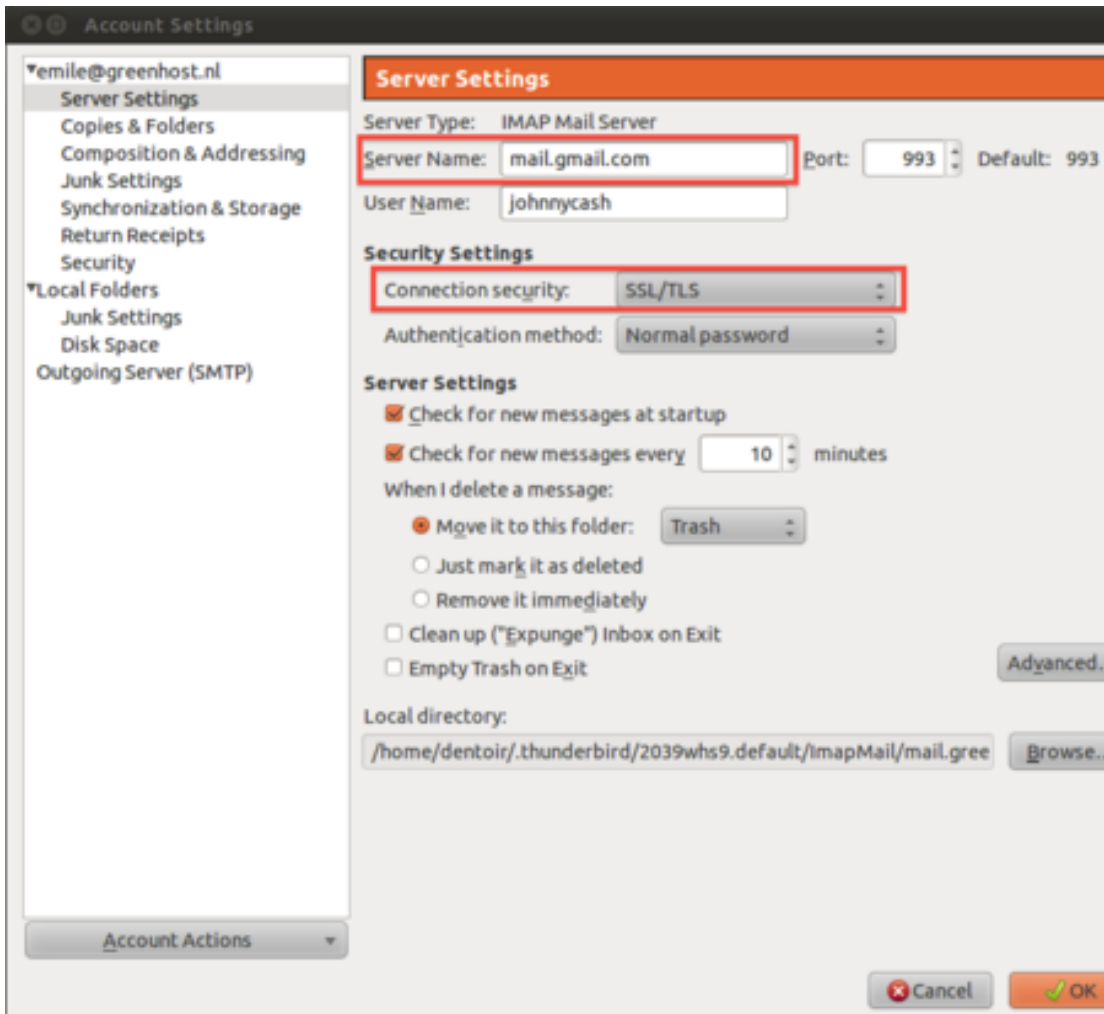 Account Settings
emile@greenhost.nl
Server Settings
Copies & Folders
Composition & Addressing
Junk Settings
Synchronization & Storage
Return Receipts
Security
Local Folders
Junk Settings
Disk Space
Outgoing Server (SMTP)
Account Actions
Server Settings
Server Type: IMAP Mail Server
Server Name: mail.gmail.com Port: 993 Default: 993
User Name: johnnycash
Security Settings
Connection security: SSL/TLS
Authentication method: Normal password
Server Settings
Check for new messages at startup
Check for new messages every 10 minutes
When I delete a message:
Move it to this folder: Trash
Just mark it as deleted
Remove it immediately
Clean up ("Expunge") Inbox on Exit
Empty Trash on Exit
Advanced.
Local directory:
/home/dentoir/.thunderbird/2039whs9.default/ImapMail/mail.gree Browse..
Cancel OK